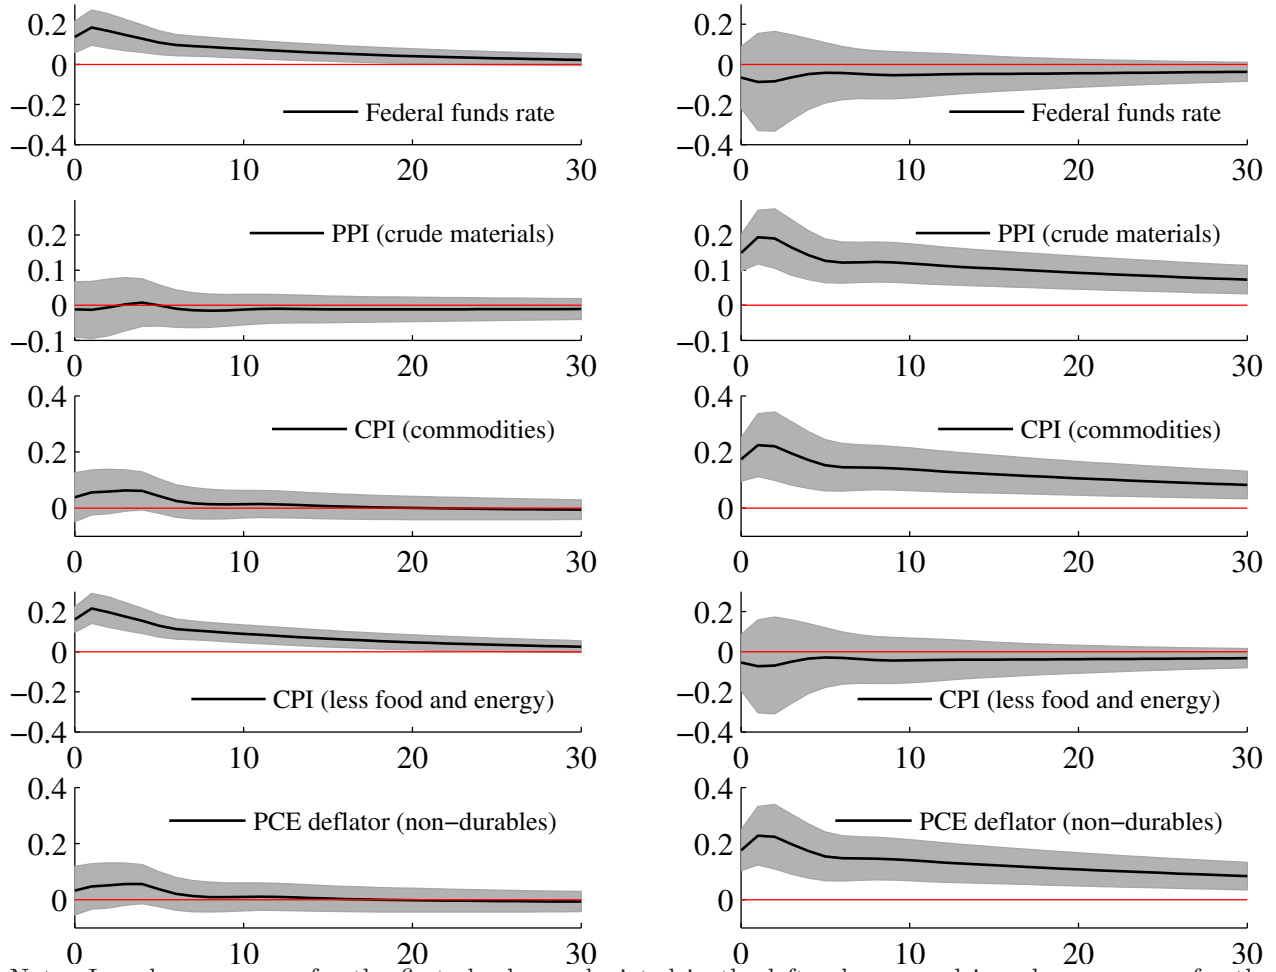 0.2
0
−0.2
−0.4
0 10 20 30
Federal funds rate
0.2
0
−0.2
−0.4
0 10 20 30
Federal funds rate
0.2
0.1
0
−0.1
0 10 20 30
PPI (crude materials)
0.2
0.1
0
−0.1
0 10 20 30
PPI (crude materials)
0.4
0.2
0
0 10 20 30
CPI (commodities)
0.4
0.2
0
0 10 20 30
CPI (commodities)
0.2
0
−0.2
−0.4
0 10 20 30
CPI (less food and energy)
0.2
0
−0.2
−0.4
0 10 20 30
CPI (less food and energy)
0.4
0.2
0
0 10 20 30
PCE deflator (non−durables)
0.4
0.2
0
0 10 20 30
PCE deflator (non−durables)